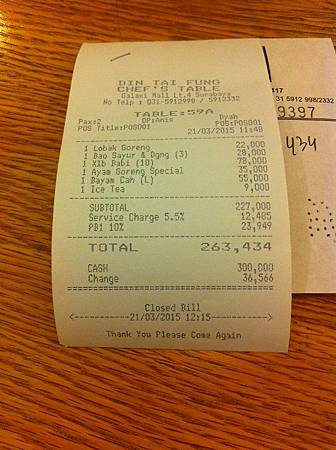 DIN TAI FUNG
CHEF'S TABLE
Galaxi Mall Lt.4 Surabaya
No Telp : 031-5912998 / 5912332
TABLE:59A
Pax:2 OP:Anis Dyah
POS Title:POS001 POS:POS001
21/03/2015 11:48
1 Lobak Goreng 22,000
1 Bao Sayur & Dgng (3) 28,000
1 Xlb Babi (10) 78,000
1 Ayam Goreng Special 35,000
1 Bayam Cah (L) 55,000
1 Ice Tea 9,000
SUBTOTAL 227,000
Service Charge 5.5% 12,485
PB1 10% 23,949
TOTAL 263,434
CASH 300,000
Change 36,566
Closed Bill
<----21/03/2015 12:15---->
Thank You Please Come Again
417
31 5912 998/2332
9397
434